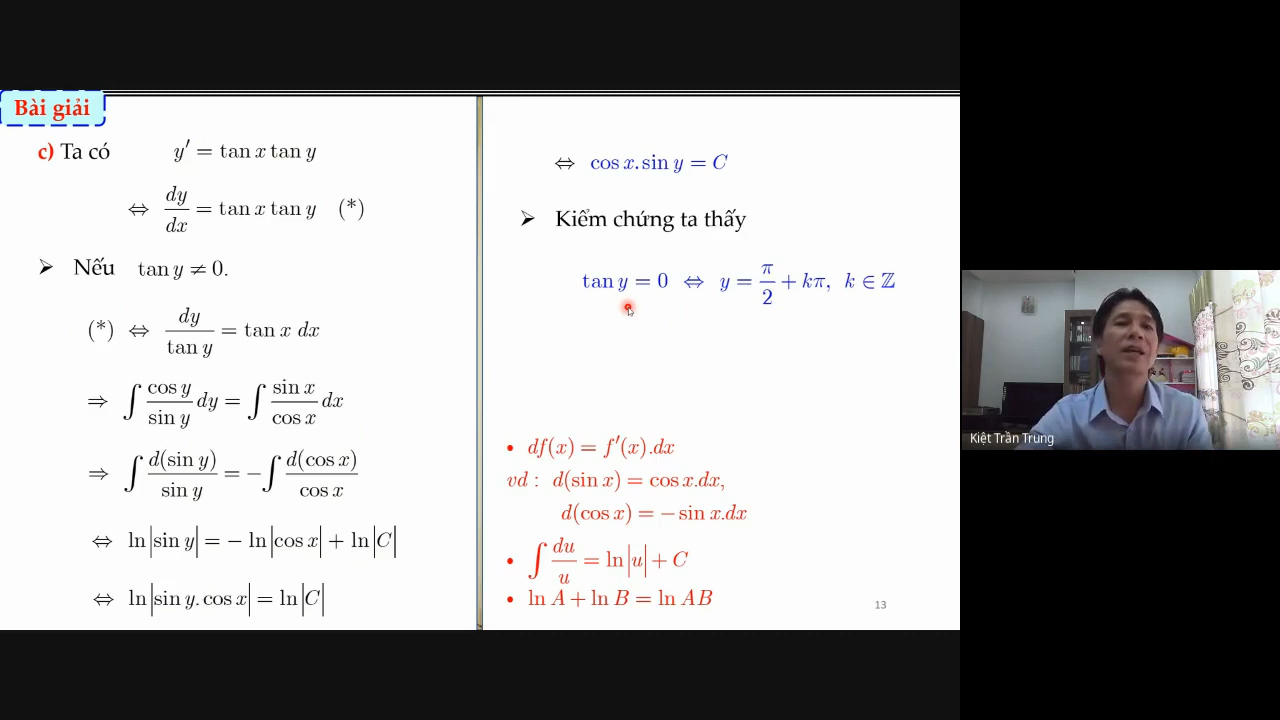 Bài giải
c) Ta có y′ = tan x tan y
⇔ dy/dx = tan x tan y (*)
➢ Nếu tan y ≠ 0.
(*) ⇔ dy/tan y = tan x dx
⇒ ∫ cos y/sin y dy = ∫ sin x/cos x dx
⇒ ∫ d(sin y)/sin y = −∫ d(cos x)/cos x
⇔ ln|sin y| = − ln|cos x| + ln|C|
⇔ ln|sin y. cos x| = ln|C|
⇔ cos x. sin y = C
➢ Kiểm chứng ta thấy
tan y = 0 ⇔ y = π/2 + kπ, k ∈ ℤ
• df(x) = f′(x).dx
vd : d(sin x) = cos x.dx,
d(cos x) = − sin x.dx
• ∫ du/u = ln|u| + C
• ln A + ln B = ln AB
13
Kiệt Trần Trung